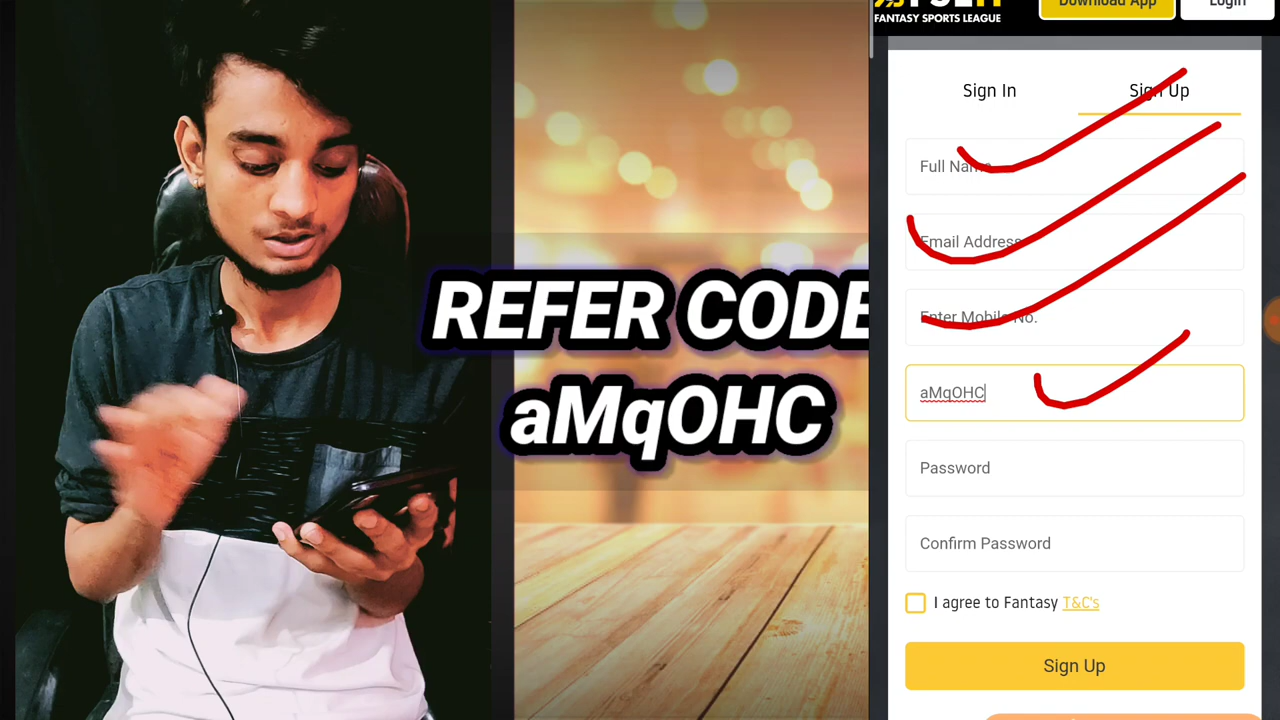 REFER CODE
aMqOHC
FANTASY SPORTS LEAGUE
Download App
Login
Sign In
Sign Up
Full Name
Email Address
Enter Mobile No.
aMqOHC
Password
Confirm Password
I agree to Fantasy T&C's
Sign Up